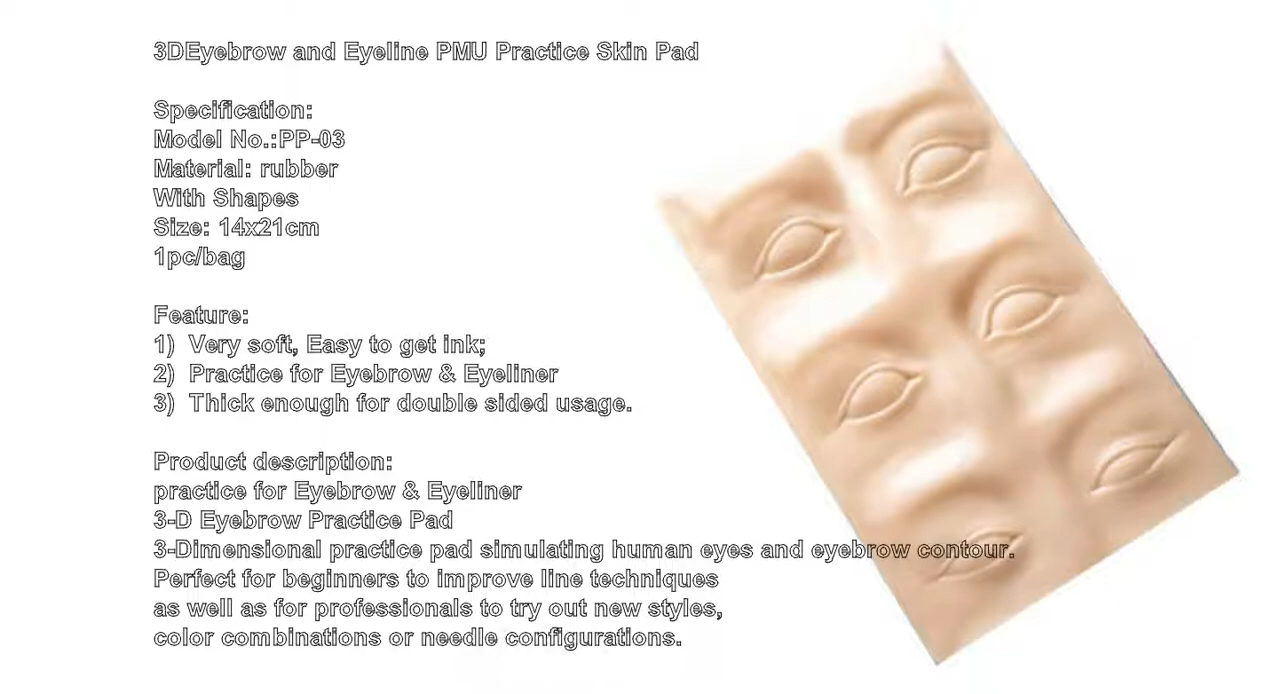 3DEyebrow and Eyeline PMU Practice Skin Pad
Specification:
Model No.:PP-03
Material: rubber
With Shapes
Size: 14x21cm
1pc/bag
Feature:
1) Very soft, Easy to get ink;
2) Practice for Eyebrow & Eyeliner
3) Thick enough for double sided usage.
Product description:
practice for Eyebrow & Eyeliner
3-D Eyebrow Practice Pad
3-Dimensional practice pad simulating human eyes and eyebrow contour.
Perfect for beginners to improve line techniques
as well as for professionals to try out new styles,
color combinations or needle configurations.